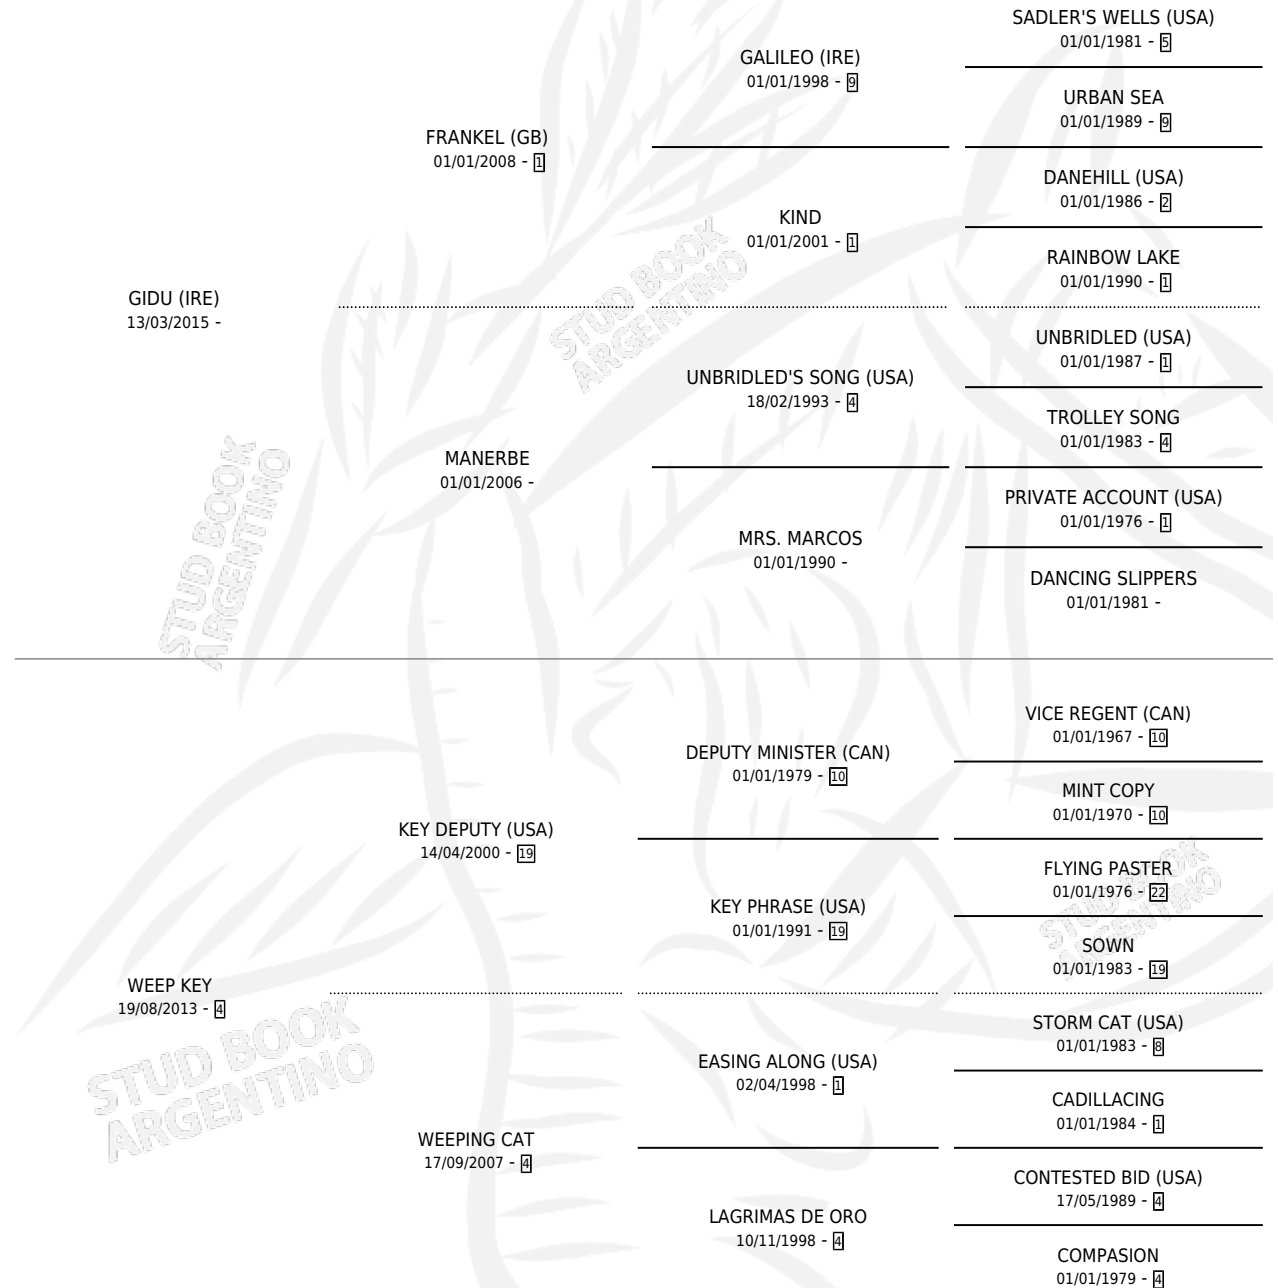 SADLER'S WELLS (USA)
01/01/1981 - 5
GALILEO (IRE)
01/01/1998 - 9
URBAN SEA
01/01/1989 - 9
FRANKEL (GB)
01/01/2008 - 1
DANEHILL (USA)
01/01/1986 - 2
KIND
01/01/2001 - 1
RAINBOW LAKE
01/01/1990 - 1
GIDU (IRE)
13/03/2015 -
UNBRIDLED (USA)
01/01/1987 - 1
UNBRIDLED'S SONG (USA)
18/02/1993 - 4
TROLLEY SONG
01/01/1983 - 4
MANERBE
01/01/2006 -
PRIVATE ACCOUNT (USA)
01/01/1976 - 1
MRS. MARCOS
01/01/1990 -
DANCING SLIPPERS
01/01/1981 -
VICE REGENT (CAN)
01/01/1967 - 10
DEPUTY MINISTER (CAN)
01/01/1979 - 10
MINT COPY
01/01/1970 - 10
KEY DEPUTY (USA)
14/04/2000 - 19
FLYING PASTER
01/01/1976 - 22
KEY PHRASE (USA)
01/01/1991 - 19
SOWN
01/01/1983 - 19
WEEP KEY
19/08/2013 - 4
STORM CAT (USA)
01/01/1983 - 8
EASING ALONG (USA)
02/04/1998 - 1
CADILLACING
01/01/1984 - 1
WEEPING CAT
17/09/2007 - 4
CONTESTED BID (USA)
17/05/1989 - 4
LAGRIMAS DE ORO
10/11/1998 - 4
COMPASION
01/01/1979 - 4
STUD BOOK
ARGENTINO
STUD BOOK
ARGENTINO
STUD BOOK
ARGENTINO
STUD BOOK
ARGENTINO